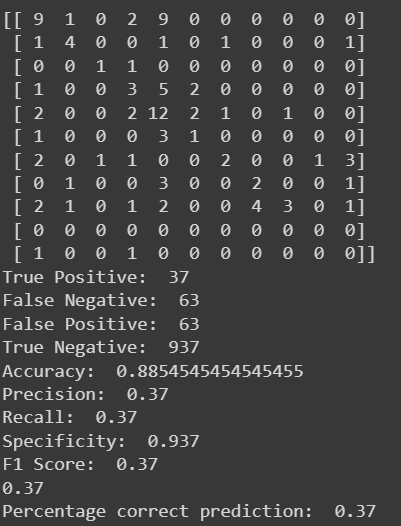 [[ 9 1 0 2 9 0 0 0 0 0 0]
[ 1 4 0 0 1 0 1 0 0 0 1]
[ 0 0 1 1 0 0 0 0 0 0 0]
[ 1 0 0 3 5 2 0 0 0 0 0]
[ 2 0 0 2 12 2 1 0 1 0 0]
[ 1 0 0 0 3 1 0 0 0 0 0]
[ 2 0 1 1 0 0 2 0 0 1 3]
[ 0 1 0 0 3 0 0 2 0 0 1]
[ 2 1 0 1 2 0 0 4 3 0 1]
[ 0 0 0 0 0 0 0 0 0 0 0]
[ 1 0 0 1 0 0 0 0 0 0 0]]
True Positive: 37
False Negative: 63
False Positive: 63
True Negative: 937
Accuracy: 0.8854545454545455
Precision: 0.37
Recall: 0.37
Specificity: 0.937
F1 Score: 0.37
0.37
Percentage correct prediction: 0.37